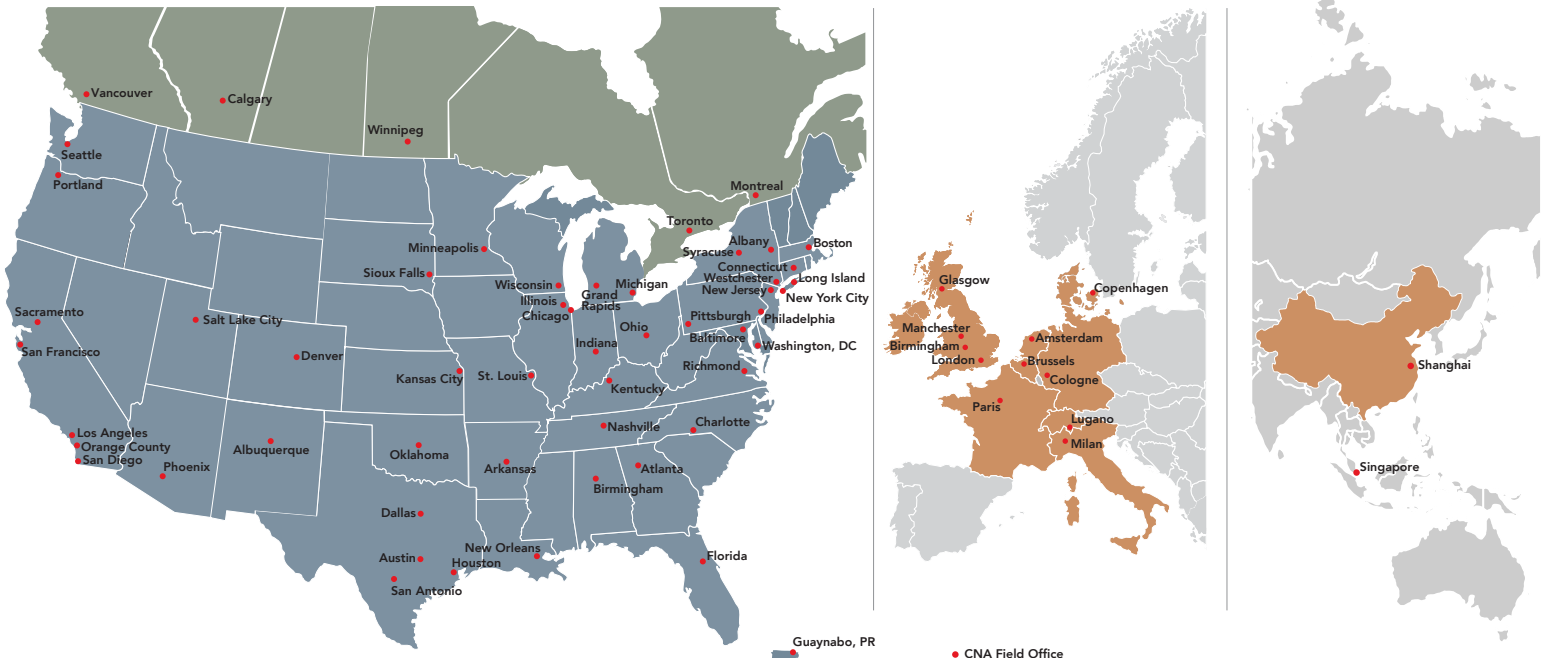 Vancouver
Calgary
Winnipeg
Seattle
Portland
Montreal
Toronto
Minneapolis
Albany
Boston
Syracuse
Sioux Falls
Connecticut
Westchester
Long Island
Wisconsin
Michigan
New Jersey
New York City
Grand
Rapids
Illinois
Chicago
Sacramento
Salt Lake City
Pittsburgh
Philadelphia
Ohio
Baltimore
Indiana
Washington, DC
San Francisco
Denver
Richmond
Kansas City
St. Louis
Kentucky
Charlotte
Nashville
Los Angeles
Orange County
San Diego
Albuquerque
Oklahoma
Phoenix
Arkansas
Atlanta
Birmingham
Dallas
New Orleans
Austin
Houston
Florida
San Antonio
Guaynabo, PR
Glasgow
Copenhagen
Manchester
Birmingham
Amsterdam
London
Brussels
Cologne
Paris
Lugano
Milan
Shanghai
Singapore
CNA Field Office